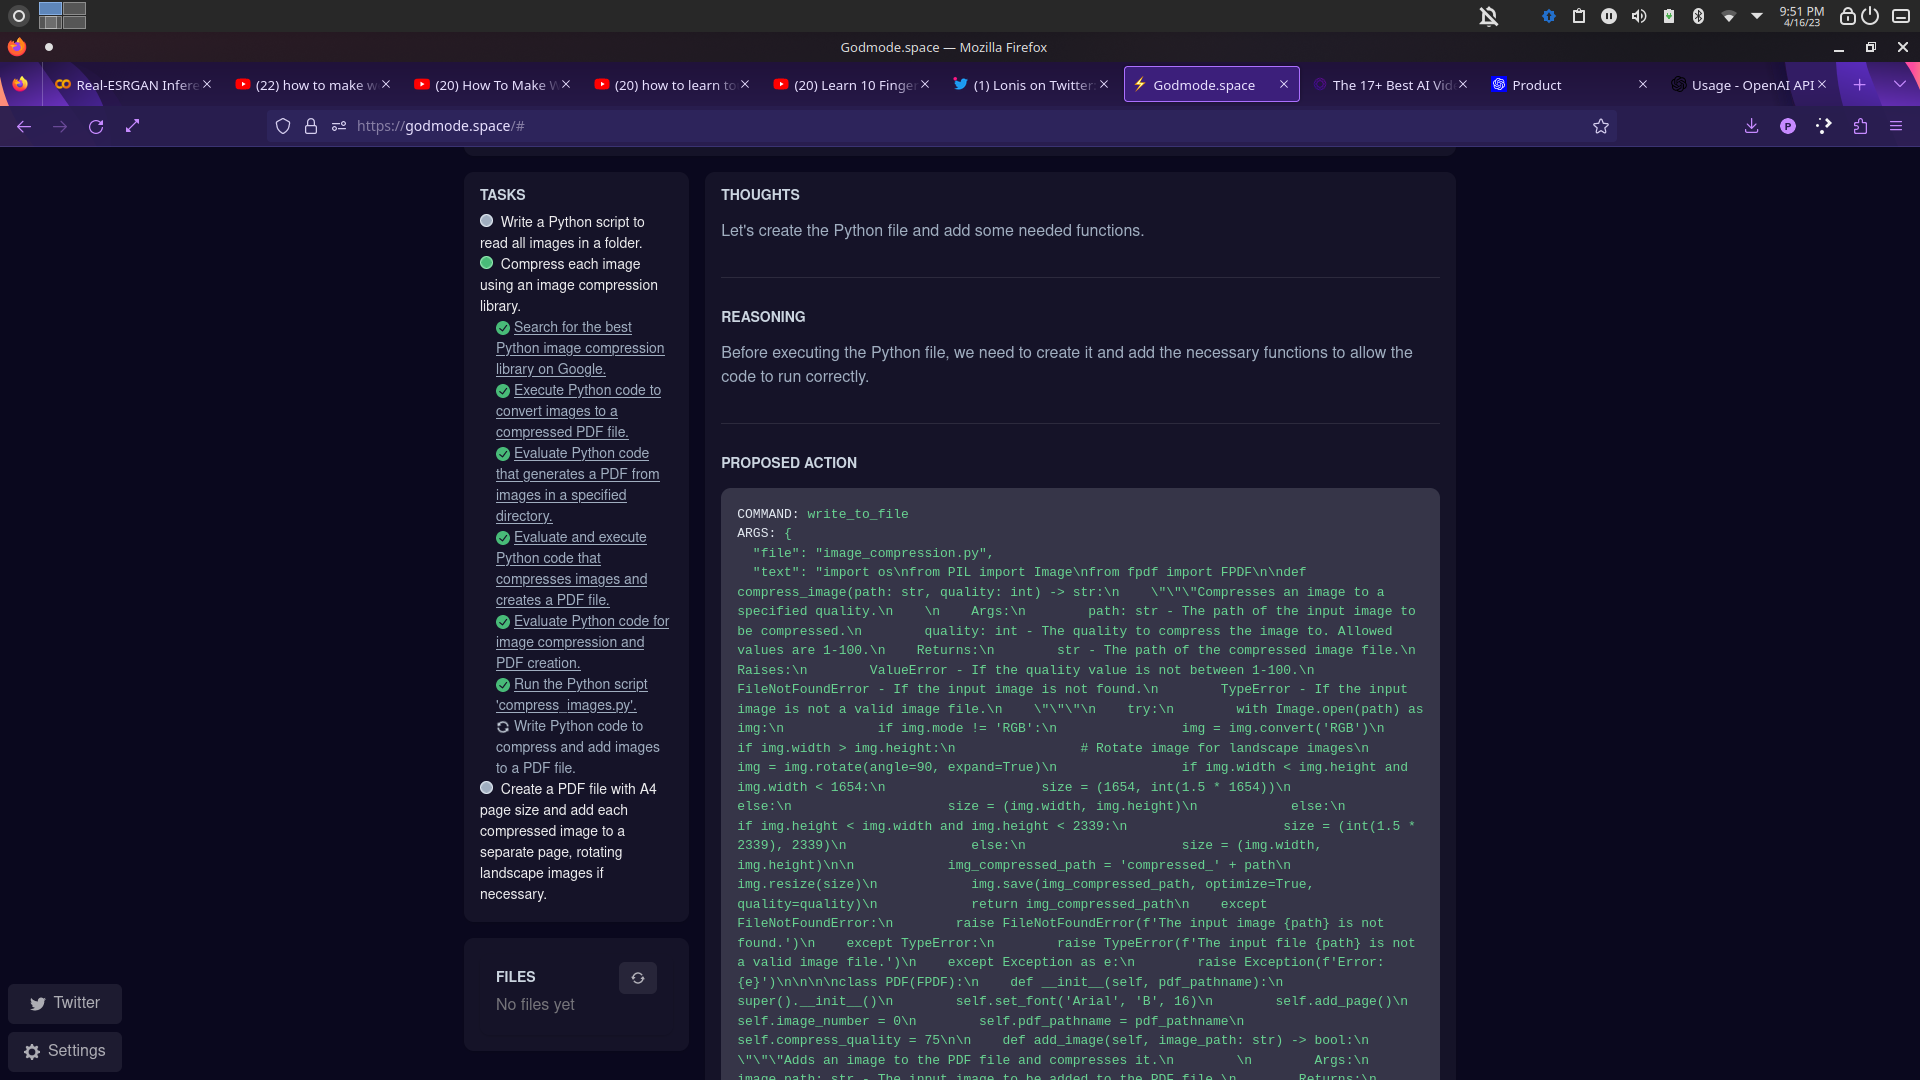 9:51 PM
4/16/23
Godmode.space — Mozilla Firefox
Real-ESRGAN Infere
(22) how to make w
(20) How To Make W
(20) how to learn to
(20) Learn 10 Finger
(1) Lonis on Twitter:
Godmode.space
The 17+ Best AI Vid
Product
Usage - OpenAI API
https://godmode.space/#
P
TASKS
Write a Python script to
read all images in a folder.
Compress each image
using an image compression
library.
Search for the best
Python image compression
library on Google.
Execute Python code to
convert images to a
compressed PDF file.
Evaluate Python code
that generates a PDF from
images in a specified
directory.
Evaluate and execute
Python code that
compresses images and
creates a PDF file.
Evaluate Python code for
image compression and
PDF creation.
Run the Python script
'compress_images.py'.
Write Python code to
compress and add images
to a PDF file.
Create a PDF file with A4
page size and add each
compressed image to a
separate page, rotating
landscape images if
necessary.
FILES
No files yet
Twitter
Settings
THOUGHTS
Let's create the Python file and add some needed functions.
REASONING
Before executing the Python file, we need to create it and add the necessary functions to allow the
code to run correctly.
PROPOSED ACTION
COMMAND: write_to_file
ARGS: {
"file": "image_compression.py",
"text": "import os\nfrom PIL import Image\nfrom fpdf import FPDF\n\ndef
compress_image(path: str, quality: int) -> str:\n    \"\"\"Compresses an image to a
specified quality.\n    \n    Args:\n        path: str - The path of the input image to
be compressed.\n        quality: int - The quality to compress the image to. Allowed
values are 1-100.\n    Returns:\n        str - The path of the compressed image file.\n
Raises:\n        ValueError - If the quality value is not between 1-100.\n
FileNotFoundError - If the input image is not found.\n        TypeError - If the input
image is not a valid image file.\n    \"\"\"\n    try:\n        with Image.open(path) as
img:\n            if img.mode != 'RGB':\n                img = img.convert('RGB')\n
if img.width > img.height:\n                # Rotate image for landscape images\n
img = img.rotate(angle=90, expand=True)\n                if img.width < img.height and
img.width < 1654:\n                    size = (1654, int(1.5 * 1654))\n
else:\n                    size = (img.width, img.height)\n            else:\n
if img.height < img.width and img.height < 2339:\n                    size = (int(1.5 *
2339), 2339)\n                else:\n                    size = (img.width,
img.height)\n\n            img_compressed_path = 'compressed_' + path\n
img.resize(size)\n            img.save(img_compressed_path, optimize=True,
quality=quality)\n            return img_compressed_path\n    except
FileNotFoundError:\n        raise FileNotFoundError(f'The input image {path} is not
found.')\n    except TypeError:\n        raise TypeError(f'The input file {path} is not
a valid image file.')\n    except Exception as e:\n        raise Exception(f'Error:
{e}')\n\n\n\nclass PDF(FPDF):\n    def __init__(self, pdf_pathname):\n
super().__init__()\n        self.set_font('Arial', 'B', 16)\n        self.add_page()\n
self.image_number = 0\n        self.pdf_pathname = pdf_pathname\n
self.compress_quality = 75\n\n    def add_image(self, image_path: str) -> bool:\n
\"\"\"Adds an image to the PDF file and compresses it.\n        \n        Args:\n
image_path: str - The input image to be added to the PDF file.\n        Returns:\n